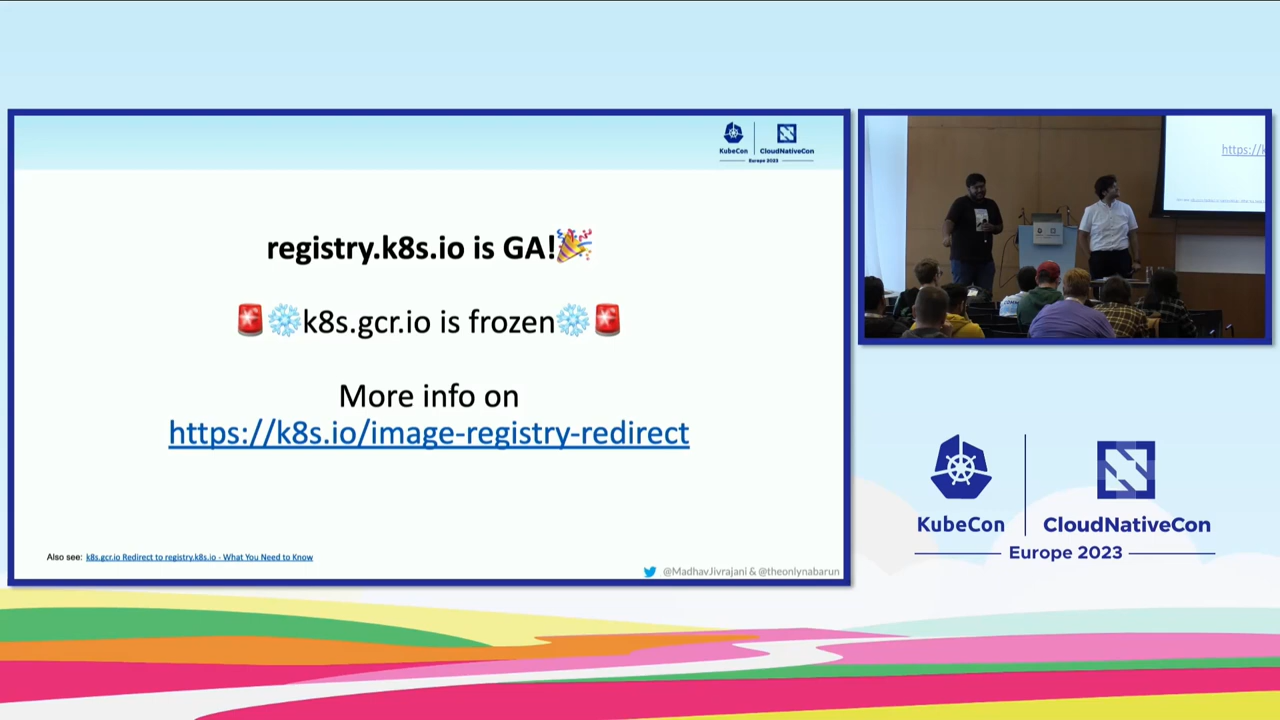 KubeCon
CloudNativeCon
Europe 2023
registry.k8s.io is GA!🎉
🚨❄️k8s.gcr.io is frozen❄️🚨
More info on
https://k8s.io/image-registry-redirect
Also see: k8s.gcr.io Redirect to registry.k8s.io - What You Need to Know
@MadhavJivrajani & @theonlynabarun
https://k
KubeCon
CloudNativeCon
Europe 2023